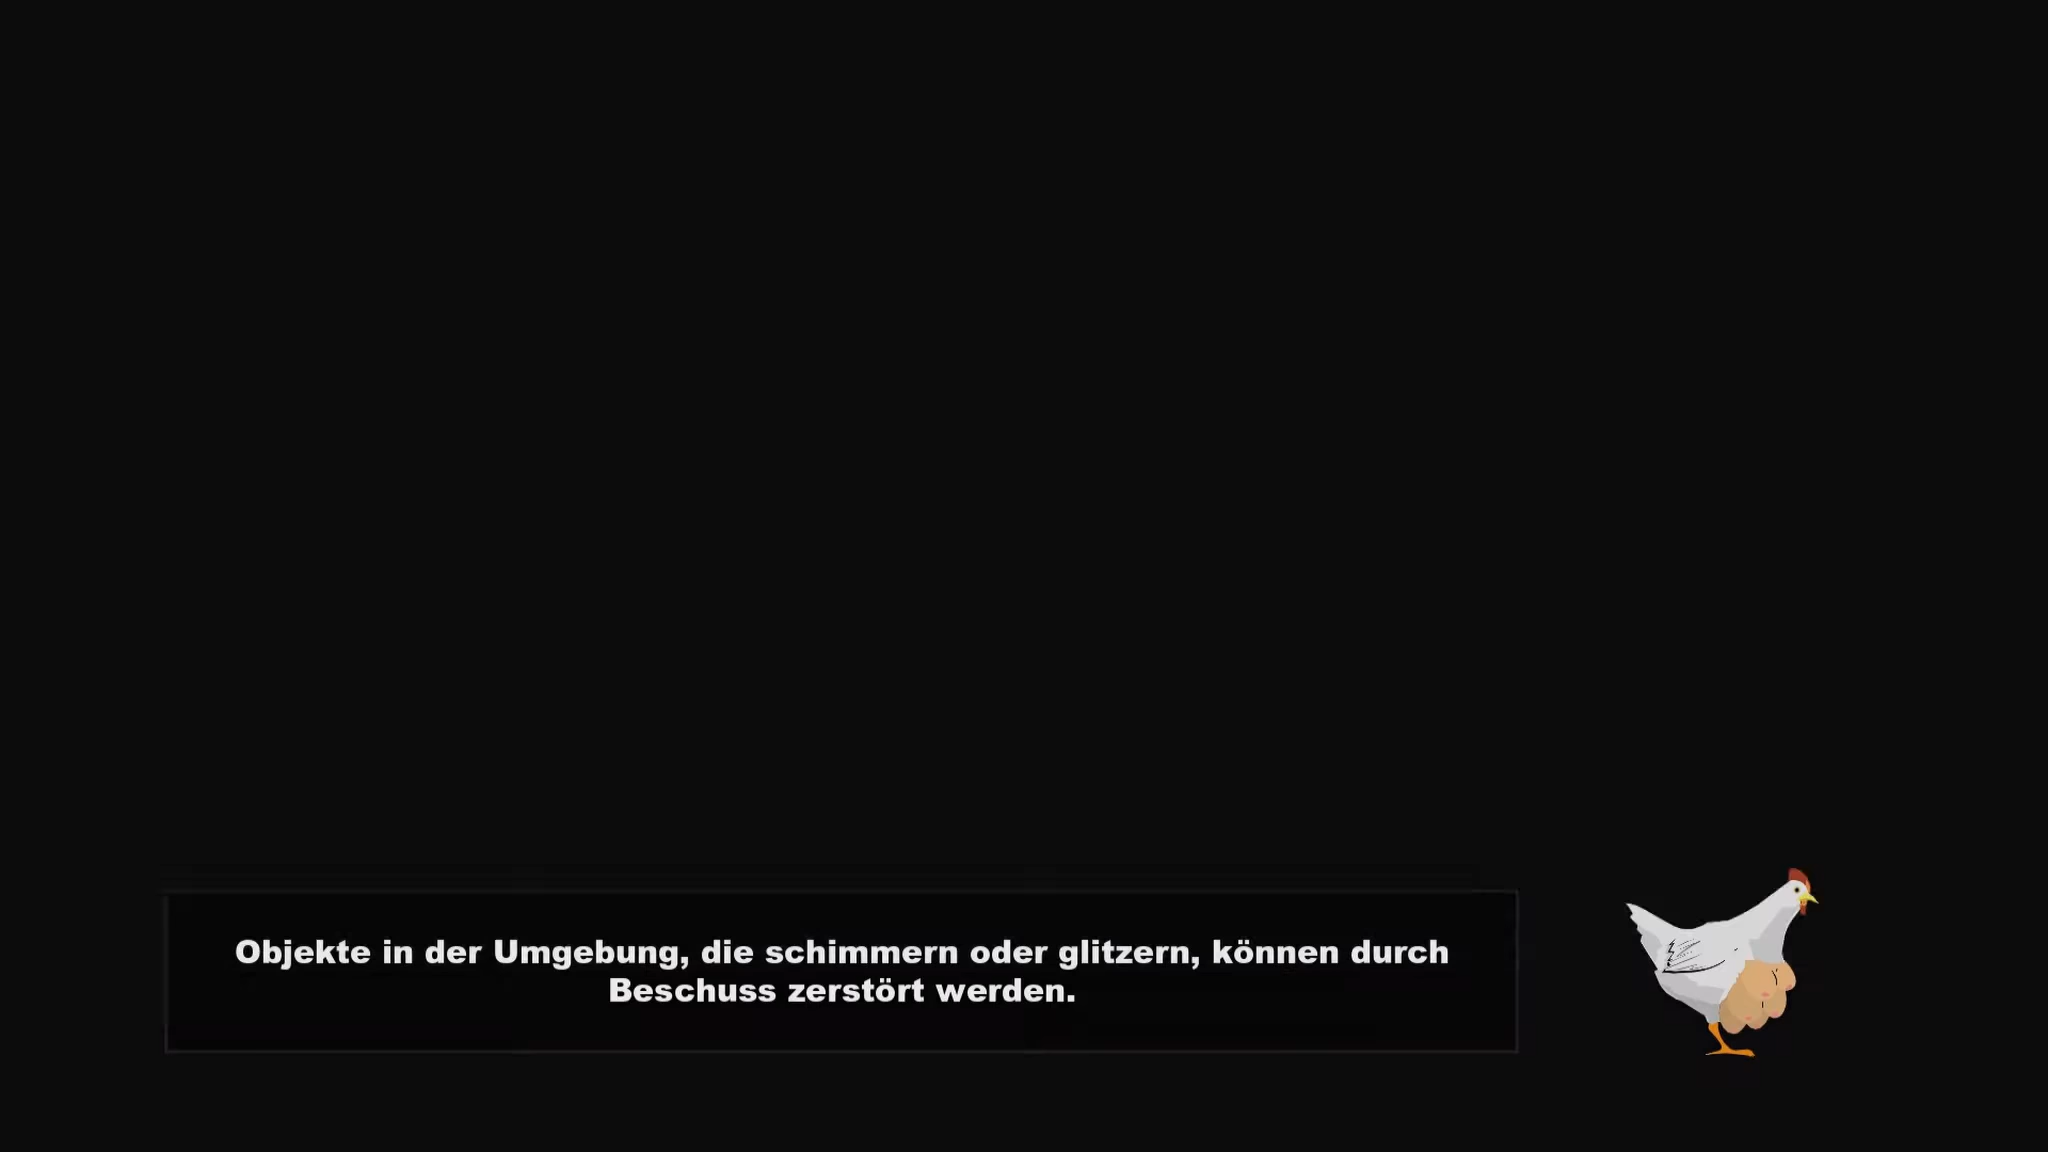 Objekte in der Umgebung, die schimmern oder glitzern, können durch
Beschuss zerstört werden.